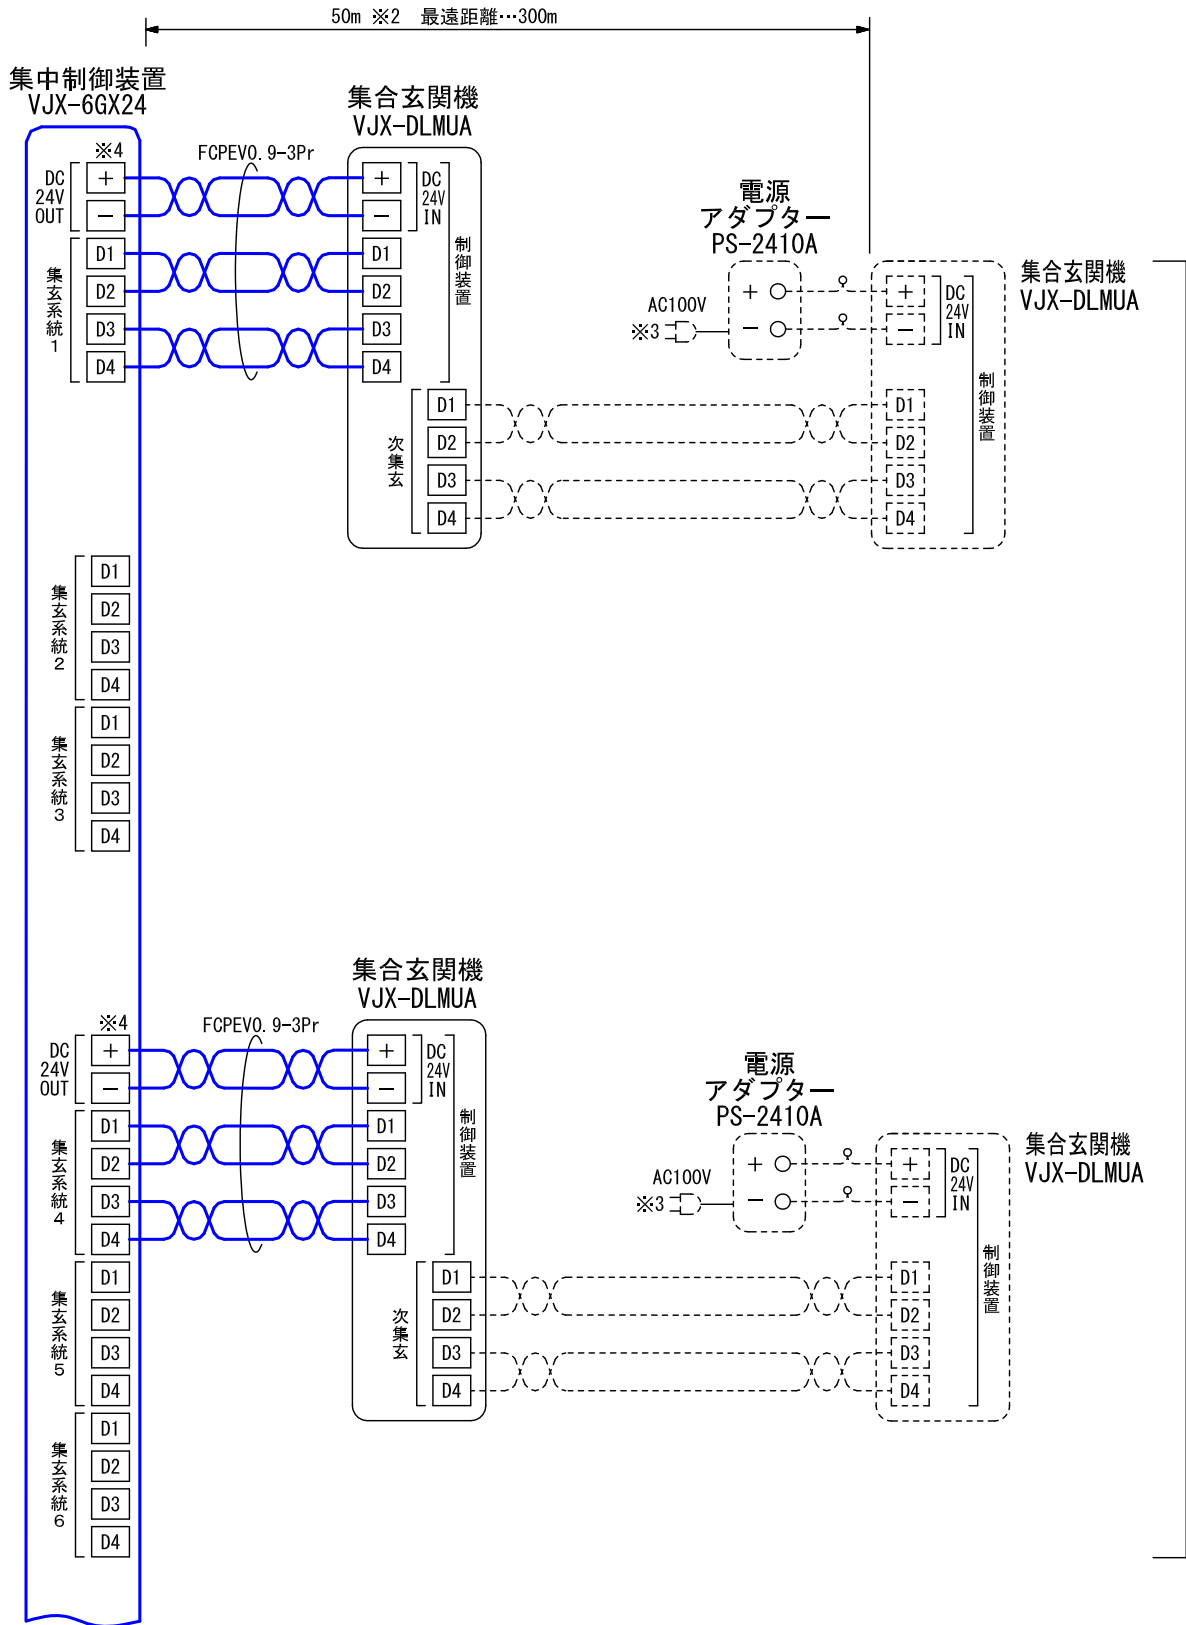 50m ※2 最遠距離…300m
集中制御装置
VJX-6GX24
集合玄関機
VJX-DLMUA
※4
FCPEV0.9-3Pr
DC
24V
OUT
+
−
+
−
DC
24V
IN
集玄系統1
D1
D2
D3
D4
D1
D2
D3
D4
制御装置
次集玄
D1
D2
D3
D4
電源
アダプター
PS-2410A
AC100V
※3
+
−
+
−
DC
24V
IN
D1
D2
D3
D4
制御装置
集合玄関機
VJX-DLMUA
集玄系統2
D1
D2
D3
D4
集玄系統3
D1
D2
D3
D4
集合玄関機
VJX-DLMUA
※4
FCPEV0.9-3Pr
DC
24V
OUT
+
−
+
−
DC
24V
IN
集玄系統4
D1
D2
D3
D4
D1
D2
D3
D4
制御装置
次集玄
D1
D2
D3
D4
電源
アダプター
PS-2410A
AC100V
※3
+
−
+
−
DC
24V
IN
D1
D2
D3
D4
制御装置
集合玄関機
VJX-DLMUA
集玄系統5
D1
D2
D3
D4
集玄系統6
D1
D2
D3
D4